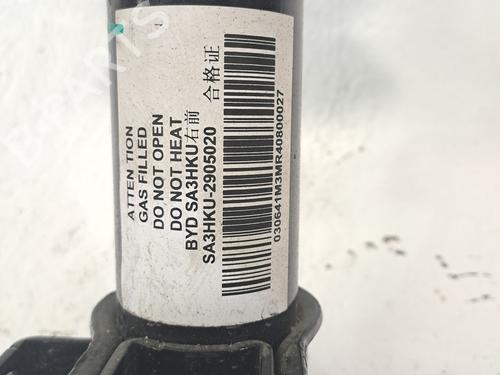 ATTEN TION
GAS FILLED
DO NOT OPEN
DO NOT HEAT
BYD SA3HKU右前
SA3HKU-2905020
合格证
030641M3MR40800027